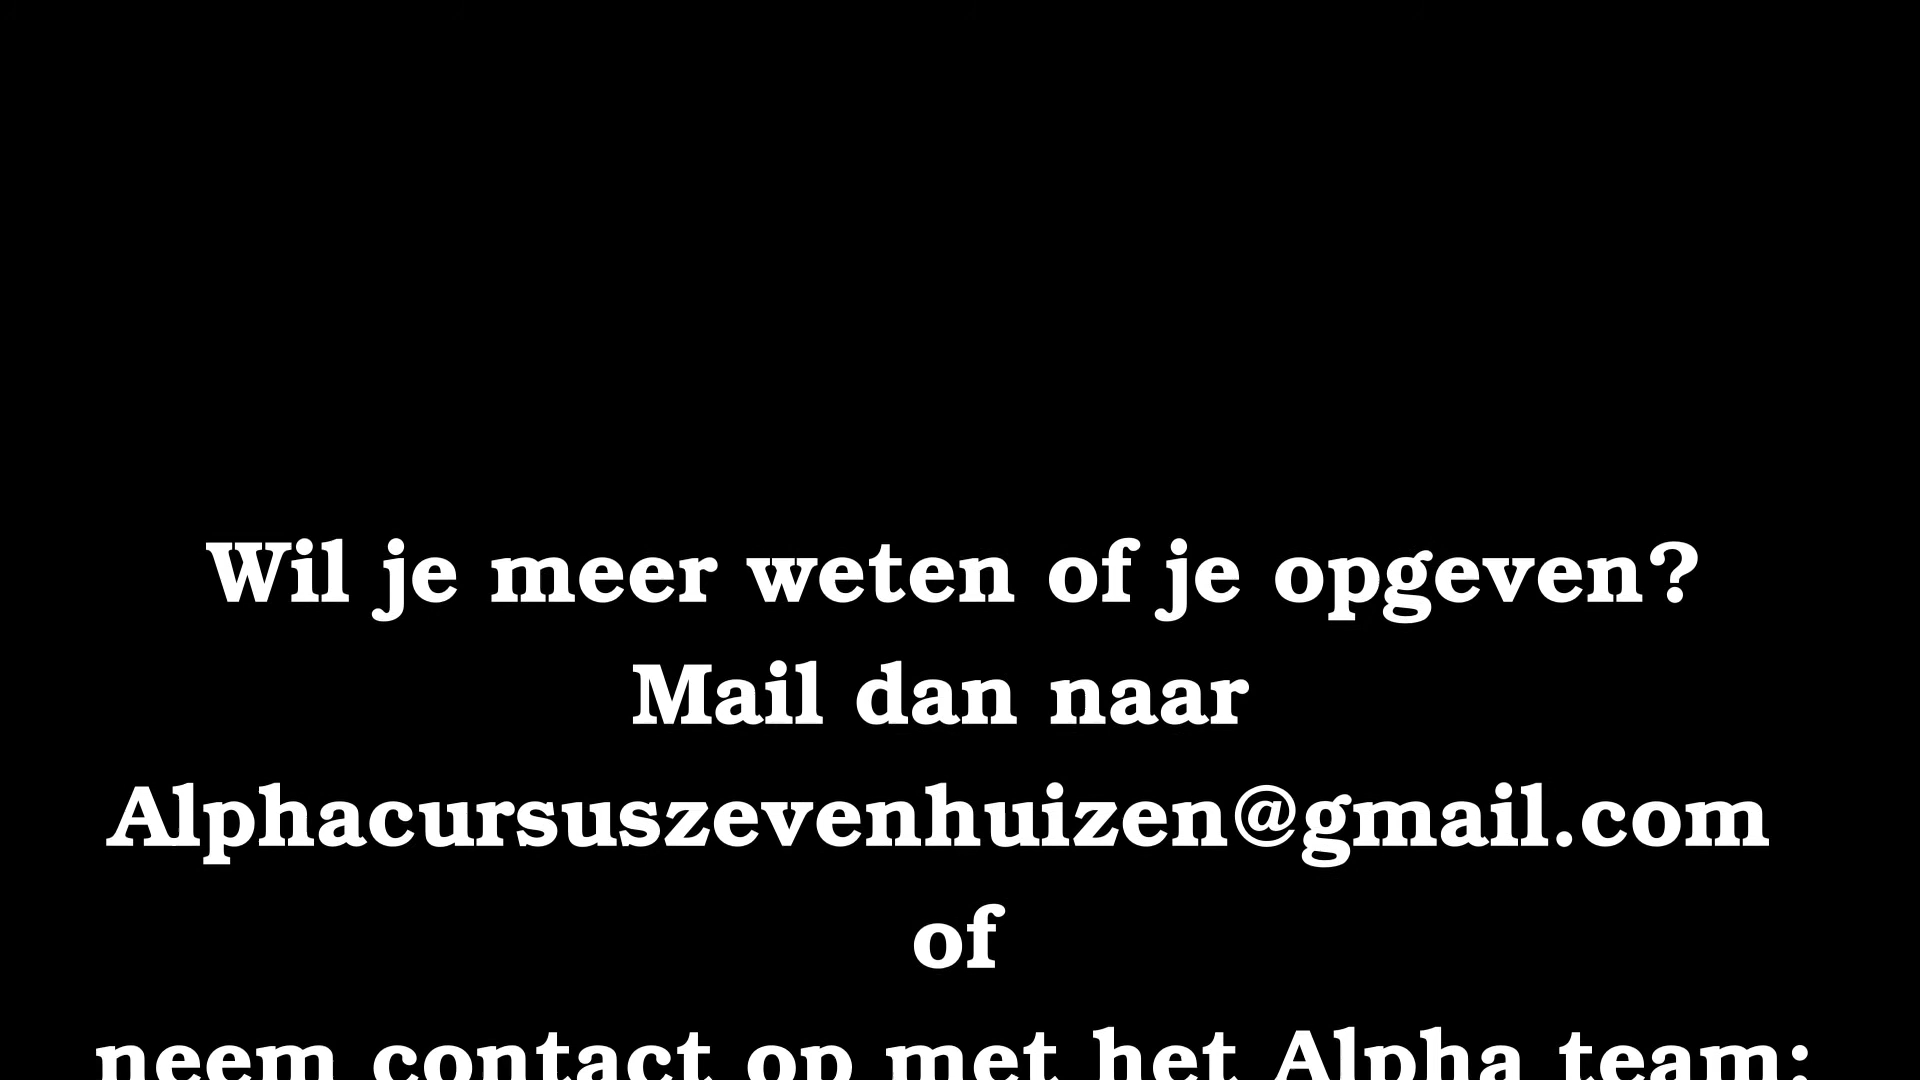 Wil je meer weten of je opgeven?
Mail dan naar
Alphacursuszevenhuizen@gmail.com
of
neem contact op met het Alpha team: